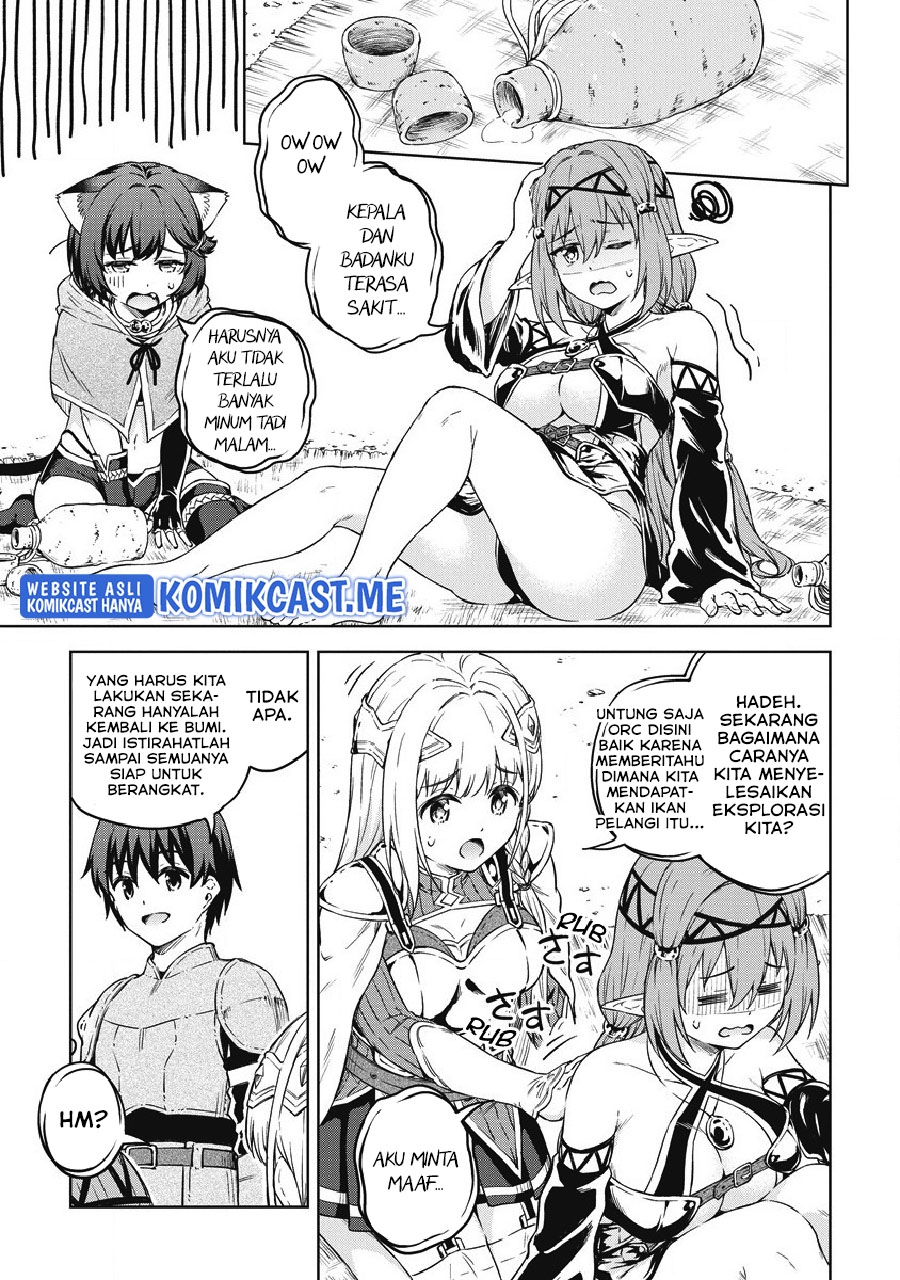 OW OW
OW
KEPALA
DAN
BADANKU
TERASA
SAKIT...
HARUSNYA
AKU TIDAK
TERLALU
BANYAK
MINUM TADI
MALAM...
WEBSITE ASLI
KOMIKCAST HANYA
KOMIKCAST.ME
HADEH.
SEKARANG
BAGAIMANA
CARANYA
KITA MENYE-
LESAIKAN
EKSPLORASI
KITA?
UNTUNG SAJA
ORC DISINI
BAIK KARENA
MEMBERITAHU
DIMANA KITA
MENDAPAT-
KAN IKAN
PELANGI ITU...
RUB
さす
さす
RUB
AKU MINTA
MAAF...
TIDAK
APA.
YANG HARUS KITA
LAKUKAN SEKA-
RANG HANYALAH
KEMBALI KE BUMI.
JADI ISTIRAHATLAH
SAMPAI SEMUANYA
SIAP UNTUK
BERANGKAT.
HM?